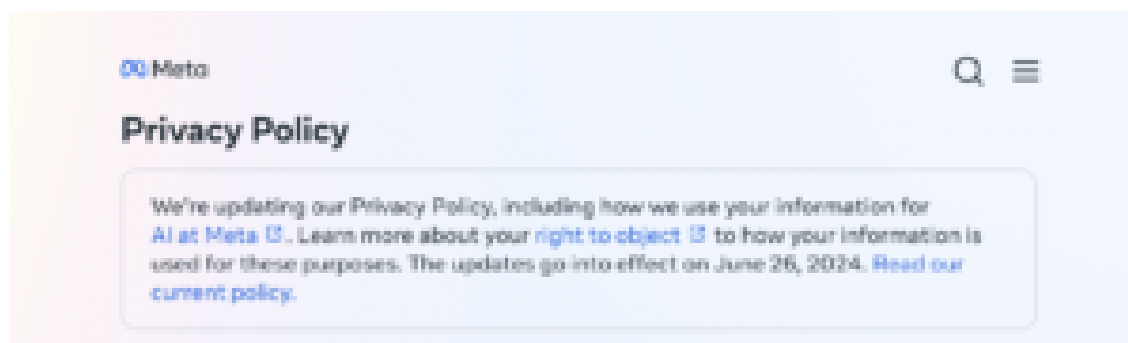 Meta
Privacy Policy
We're updating our Privacy Policy, including how we use your information for
AI at Meta. Learn more about your right to object to how your information is
used for these purposes. The updates go into effect on June 26, 2024. Read our
current policy.